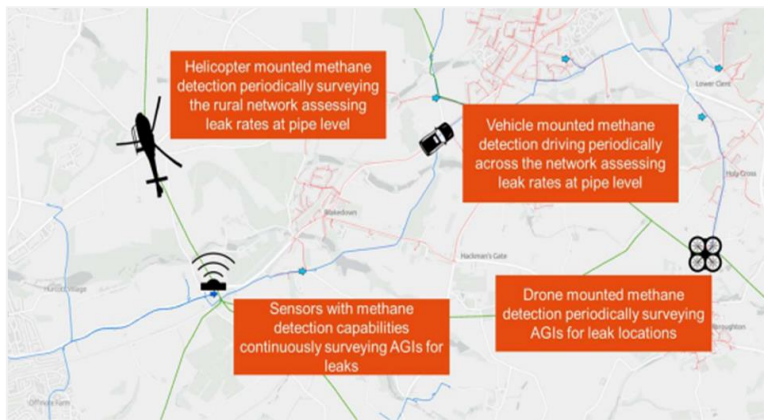 Helicopter mounted methane
detection periodically surveying
the rural network assessing
leak rates at pipe level
Lower Clent
Vehicle mounted methane
detection driving periodically
across the network assessing
leak rates at pipe level
Holy Cross
Blakedown
Hackman's Gate
Sensors with methane
detection capabilities
continuously surveying AGIs for
leaks
Drone mounted methane
detection periodically surveying
AGIs for leak locations
Broughton